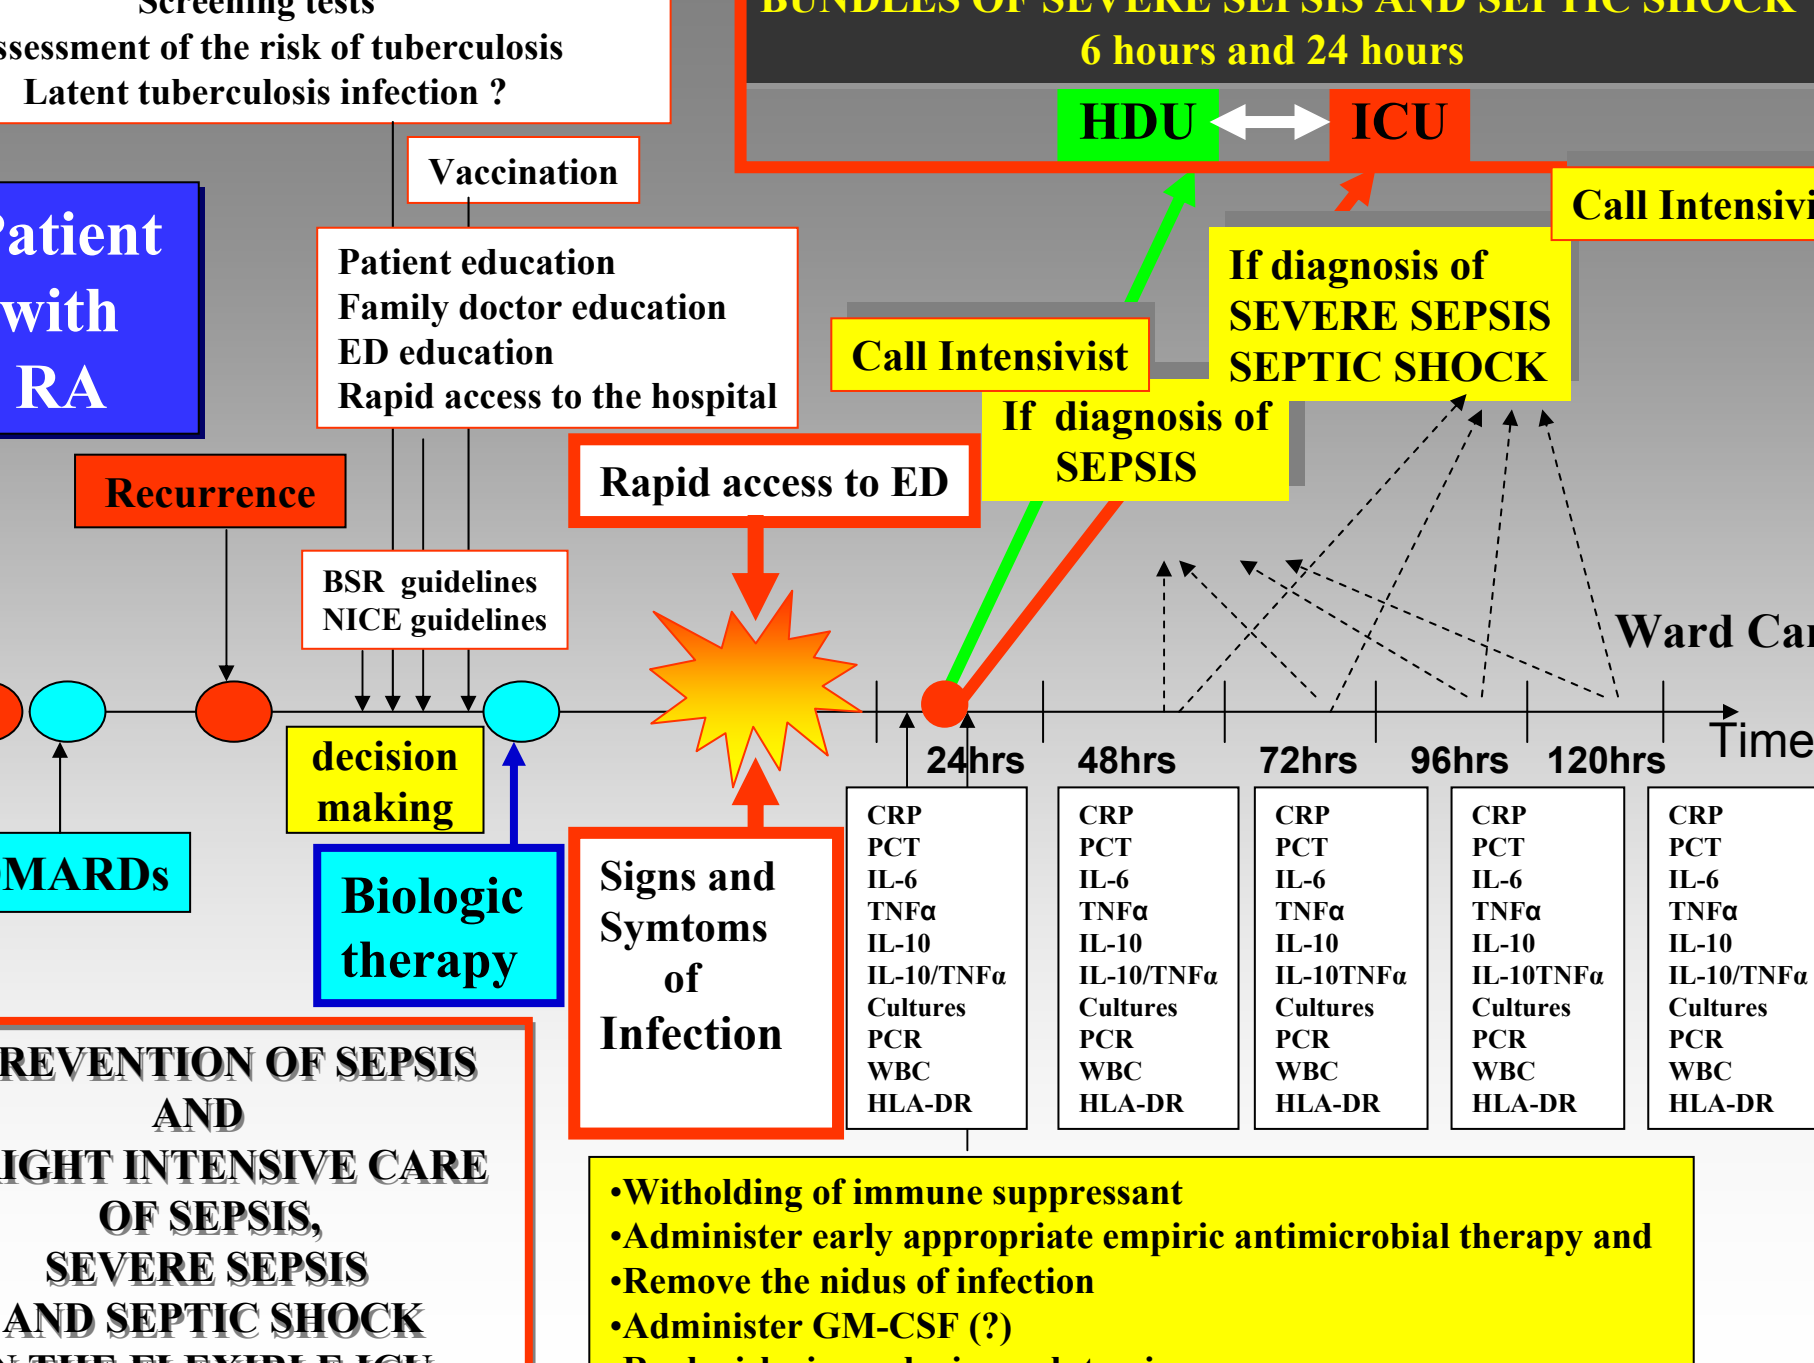 Screening tests
ssessment of the risk of tuberculosis
Latent tuberculosis infection ?
BUNDLES OF SEVERE SEPSIS AND SEPTIC SHOCK
6 hours and 24 hours
HDU
ICU
Vaccination
Call Intensivi
Patient
with
RA
Patient education
Family doctor education
ED education
Rapid access to the hospital
If diagnosis of
SEVERE SEPSIS
SEPTIC SHOCK
Call Intensivist
If diagnosis of
SEPSIS
Recurrence
Rapid access to ED
BSR guidelines
NICE guidelines
Ward Car
decision
making
24hrs
48hrs
72hrs
96hrs
120hrs
Time
MARDs
Biologic
therapy
Signs and
Symtoms
of
Infection
CRP
PCT
IL-6
TNFα
IL-10
IL-10/TNFα
Cultures
PCR
WBC
HLA-DR
CRP
PCT
IL-6
TNFα
IL-10
IL-10/TNFα
Cultures
PCR
WBC
HLA-DR
CRP
PCT
IL-6
TNFα
IL-10
IL-10TNFα
Cultures
PCR
WBC
HLA-DR
CRP
PCT
IL-6
TNFα
IL-10
IL-10TNFα
Cultures
PCR
WBC
HLA-DR
CRP
PCT
IL-6
TNFα
IL-10
IL-10/TNFα
Cultures
PCR
WBC
HLA-DR
REVENTION OF SEPSIS
AND
IGHT INTENSIVE CARE
OF SEPSIS,
SEVERE SEPSIS
AND SEPTIC SHOCK
N THE FLEXIBLE ICU
•Witholding of immune suppressant
•Administer early appropriate empiric antimicrobial therapy and
•Remove the nidus of infection
•Administer GM-CSF (?)